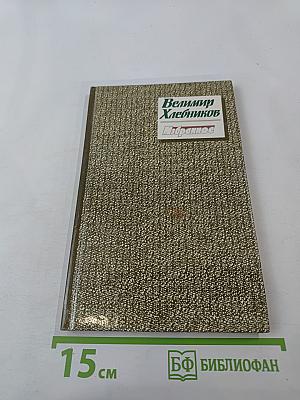 Велимир
Хлебников
Избранное
15 см
БФ БИБЛИОФАН